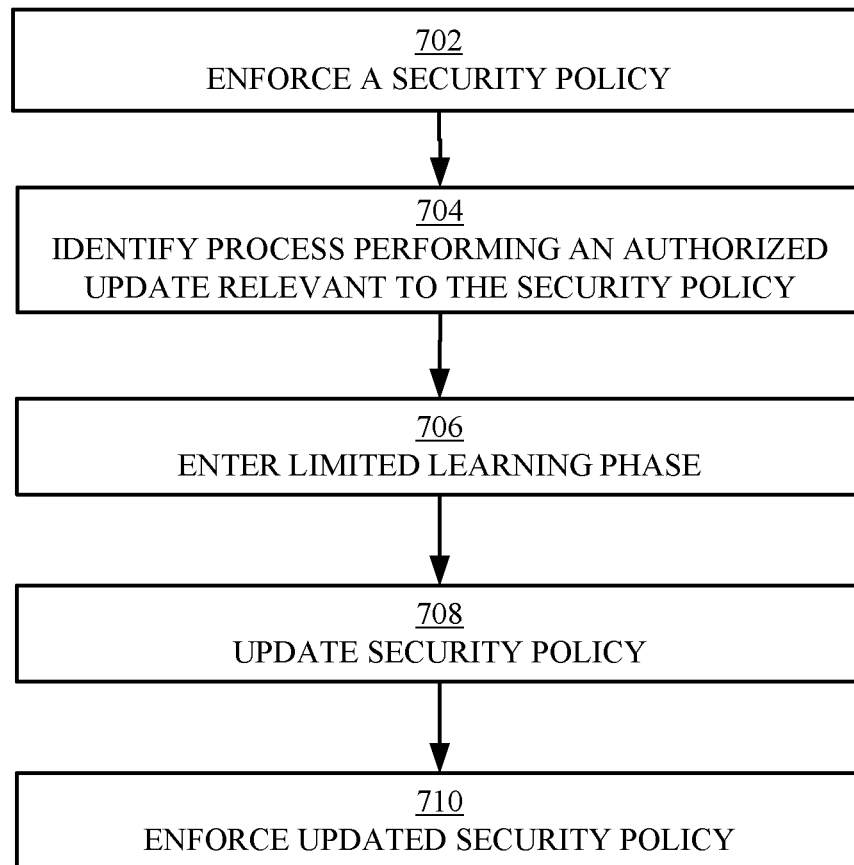 702
ENFORCE A SECURITY POLICY
704
IDENTIFY PROCESS PERFORMING AN AUTHORIZED
UPDATE RELEVANT TO THE SECURITY POLICY
706
ENTER LIMITED LEARNING PHASE
708
UPDATE SECURITY POLICY
710
ENFORCE UPDATED SECURITY POLICY